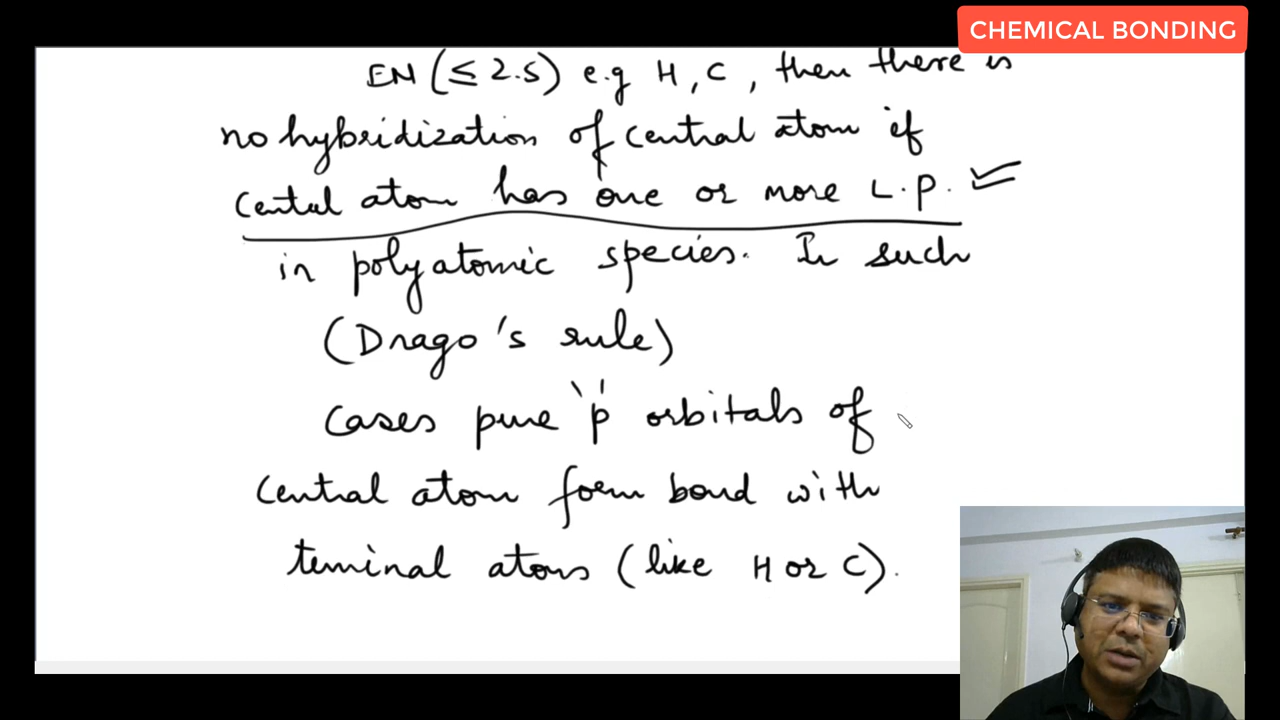 CHEMICAL BONDING
EN (≤ 2.5) e.g H, C, then there is
no hybridization of central atom if
cental atom has one or more L.P.
in polyatomic species. In such
(Drago's rule)
cases pure 'p' orbitals of
central atom form bond with
teminal atoms (like H or C).